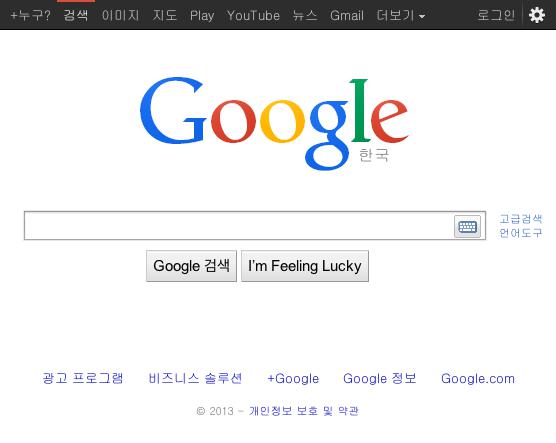 +누구? 검색 이미지 지도 Play YouTube 뉴스 Gmail 더보기 로그인
Google
한국
고급검색
언어도구
Google 검색 I'm Feeling Lucky
광고 프로그램 비즈니스 솔루션 +Google Google 정보 Google.com
© 2013 - 개인정보 보호 및 약관